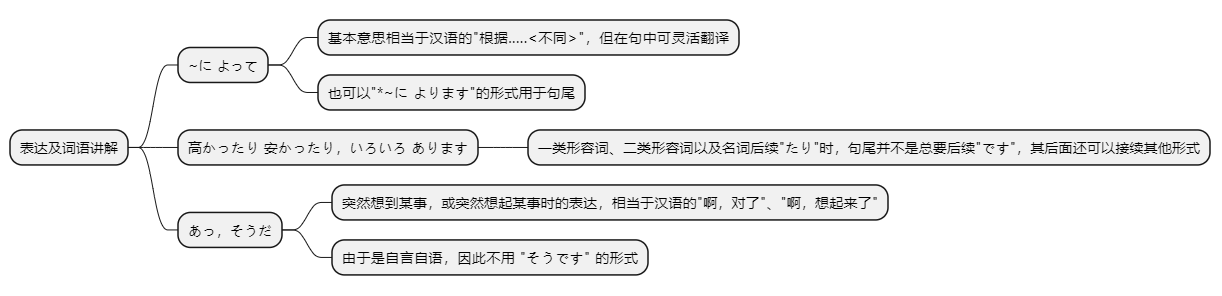 表达及词语讲解
~に よって
基本意思相当于汉语的"根据.....<不同>"，但在句中可灵活翻译
也可以"*~に よります"的形式用于句尾
高かったり 安かったり，いろいろ あります
一类形容词、二类形容词以及名词后续"たり"时，句尾并不是总要后续"です"，其后面还可以接续其他形式
あっ，そうだ
突然想到某事，或突然想起某事时的表达，相当于汉语的"啊，对了"、"啊，想起来了"
由于是自言自语，因此不用 "そうです" 的形式